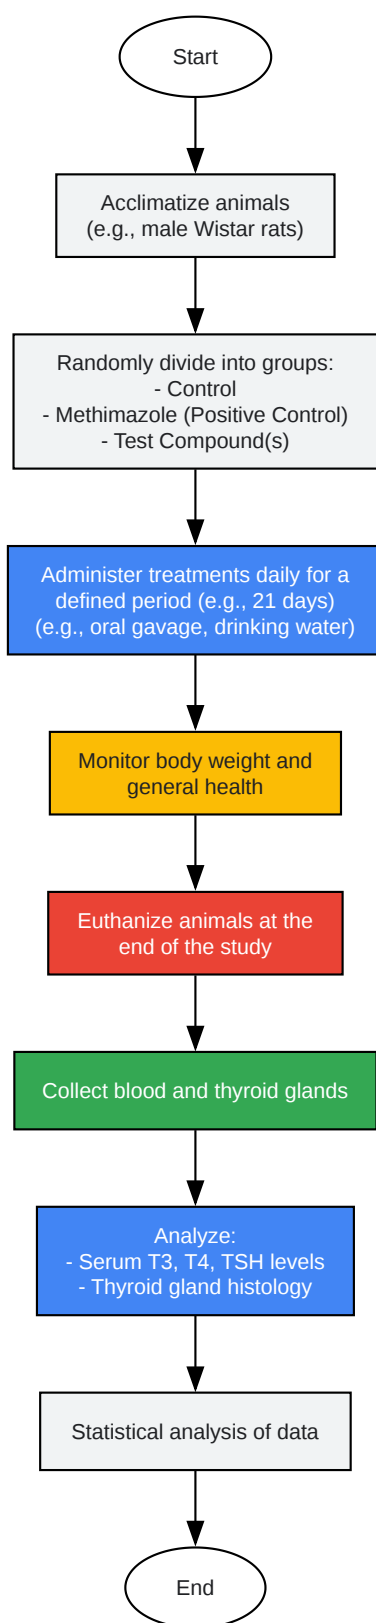 Start
Acclimatize animals
(e.g., male Wistar rats)
Randomly divide into groups:
- Control
- Methimazole (Positive Control)
- Test Compound(s)
Administer treatments daily for a
defined period (e.g., 21 days)
(e.g., oral gavage, drinking water)
Monitor body weight and
general health
Euthanize animals at the
end of the study
Collect blood and thyroid glands
Analyze:
- Serum T3, T4, TSH levels
- Thyroid gland histology
Statistical analysis of data
End